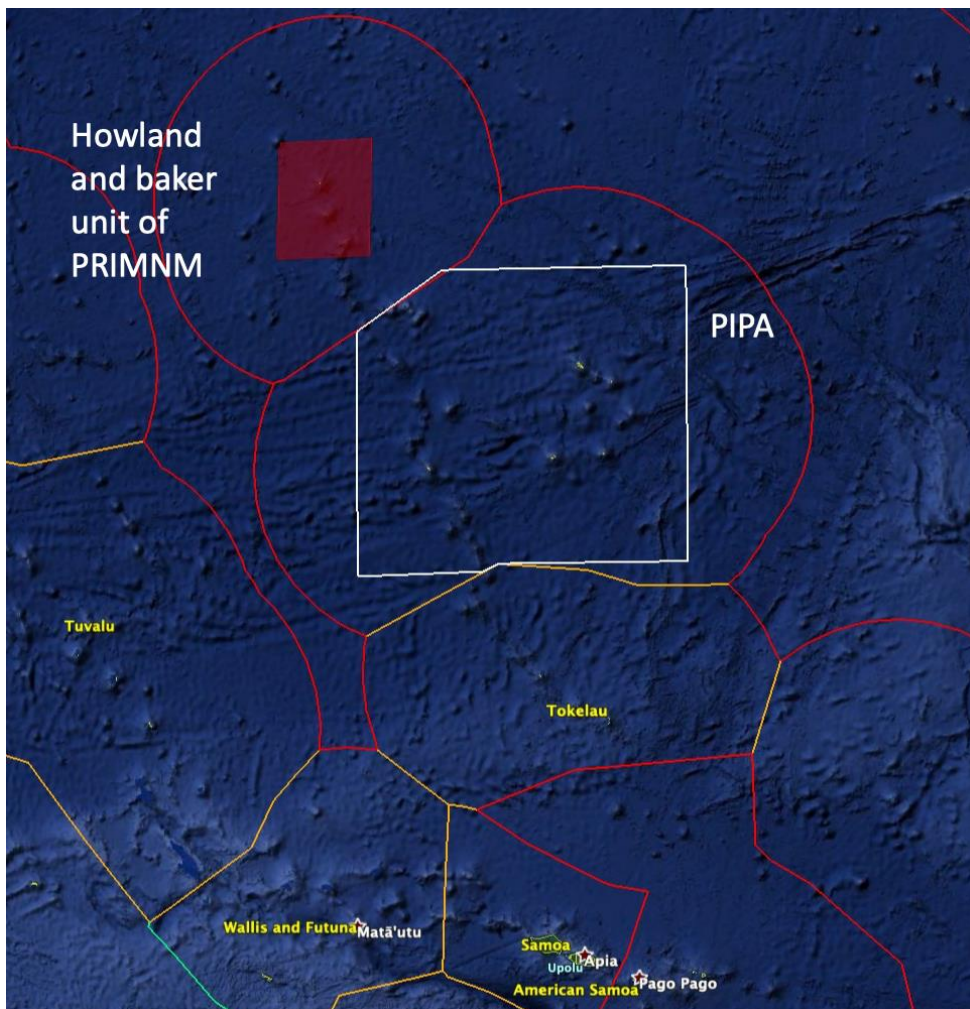 Howland
and baker
unit of
PRIMNM
PIPA
Tuvalu
Tokelau
Wallis and Futuna
Matā'utu
Samoa
Apia
Upolu
American Samoa
Pago Pago